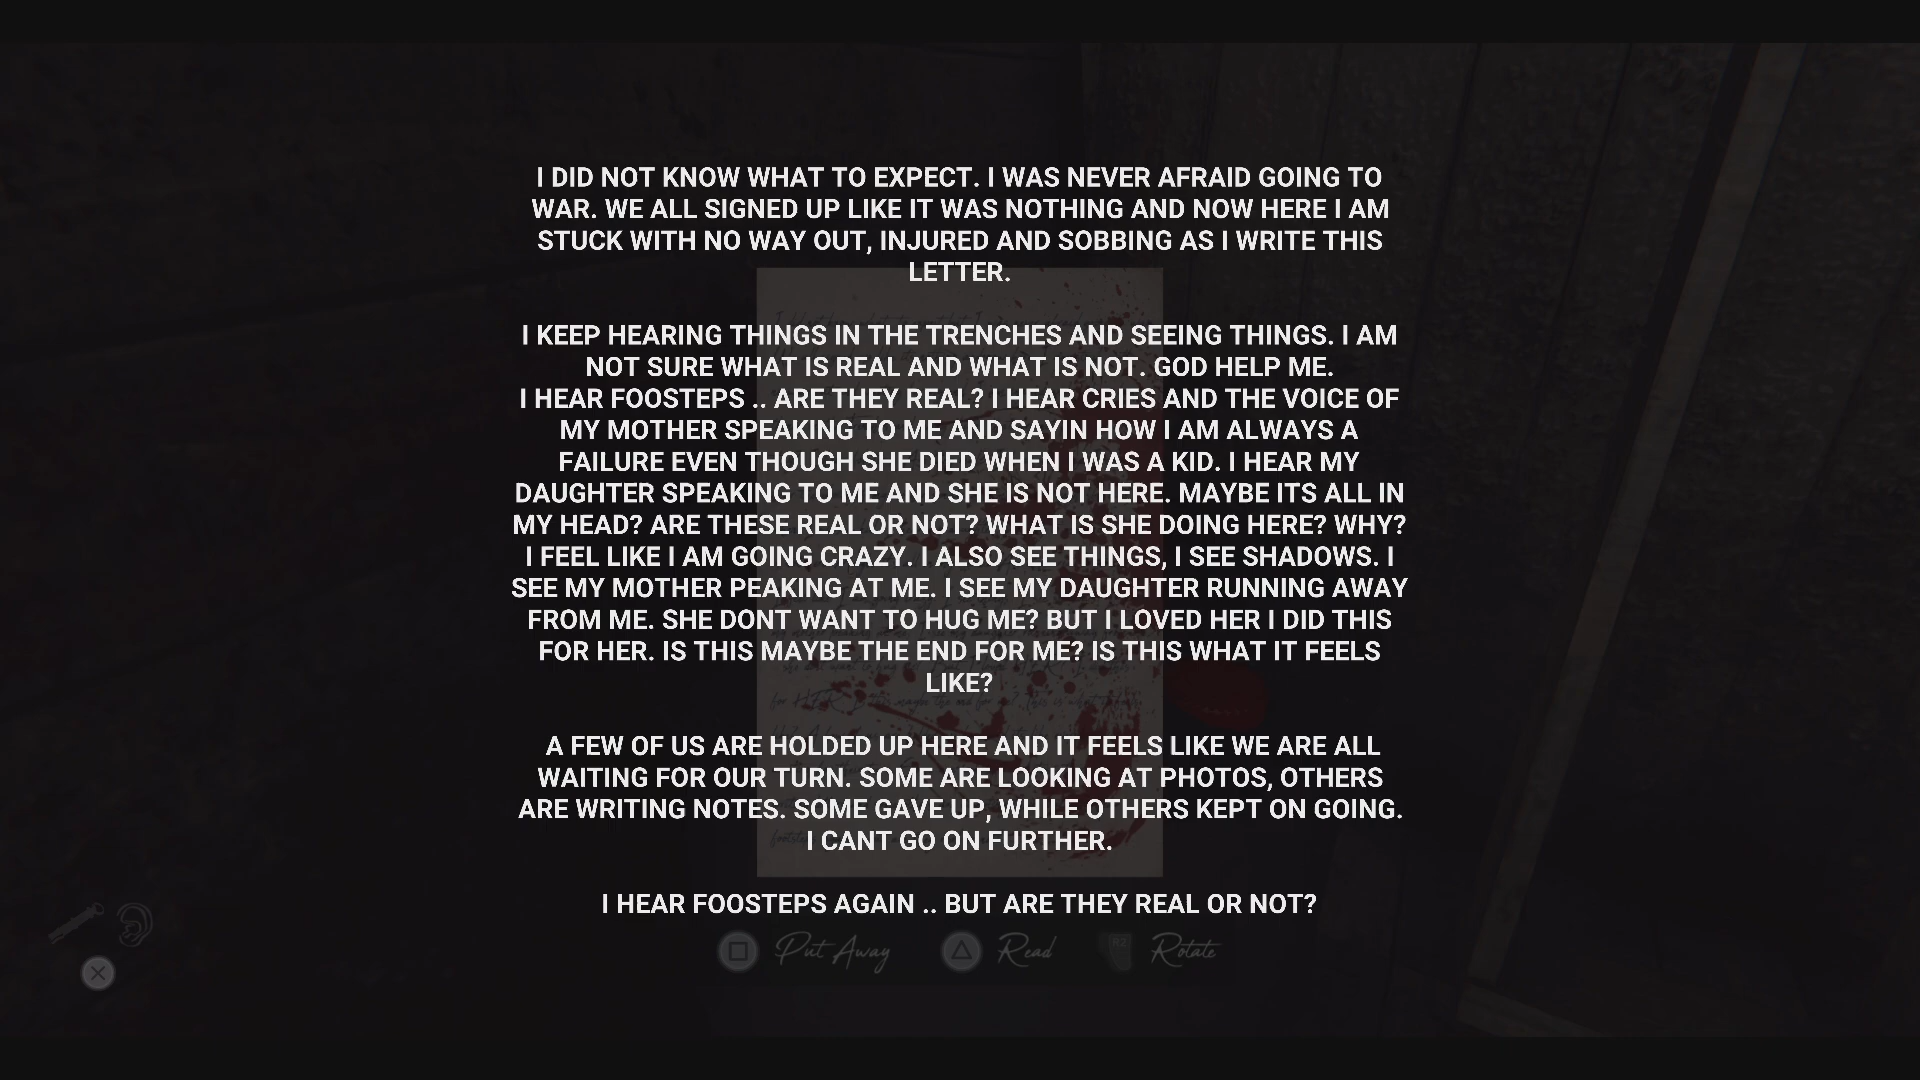 I DID NOT KNOW WHAT TO EXPECT. I WAS NEVER AFRAID GOING TO
WAR. WE ALL SIGNED UP LIKE IT WAS NOTHING AND NOW HERE I AM
STUCK WITH NO WAY OUT, INJURED AND SOBBING AS I WRITE THIS
LETTER.
I KEEP HEARING THINGS IN THE TRENCHES AND SEEING THINGS. I AM
NOT SURE WHAT IS REAL AND WHAT IS NOT. GOD HELP ME.
I HEAR FOOSTEPS .. ARE THEY REAL? I HEAR CRIES AND THE VOICE OF
MY MOTHER SPEAKING TO ME AND SAYIN HOW I AM ALWAYS A
FAILURE EVEN THOUGH SHE DIED WHEN I WAS A KID. I HEAR MY
DAUGHTER SPEAKING TO ME AND SHE IS NOT HERE. MAYBE ITS ALL IN
MY HEAD? ARE THESE REAL OR NOT? WHAT IS SHE DOING HERE? WHY?
I FEEL LIKE I AM GOING CRAZY. I ALSO SEE THINGS, I SEE SHADOWS. I
SEE MY MOTHER PEAKING AT ME. I SEE MY DAUGHTER RUNNING AWAY
FROM ME. SHE DONT WANT TO HUG ME? BUT I LOVED HER I DID THIS
FOR HER. IS THIS MAYBE THE END FOR ME? IS THIS WHAT IT FEELS
LIKE?
A FEW OF US ARE HOLDED UP HERE AND IT FEELS LIKE WE ARE ALL
WAITING FOR OUR TURN. SOME ARE LOOKING AT PHOTOS, OTHERS
ARE WRITING NOTES. SOME GAVE UP, WHILE OTHERS KEPT ON GOING.
I CANT GO ON FURTHER.
I HEAR FOOSTEPS AGAIN .. BUT ARE THEY REAL OR NOT?
Put Away Read R2 Rotate